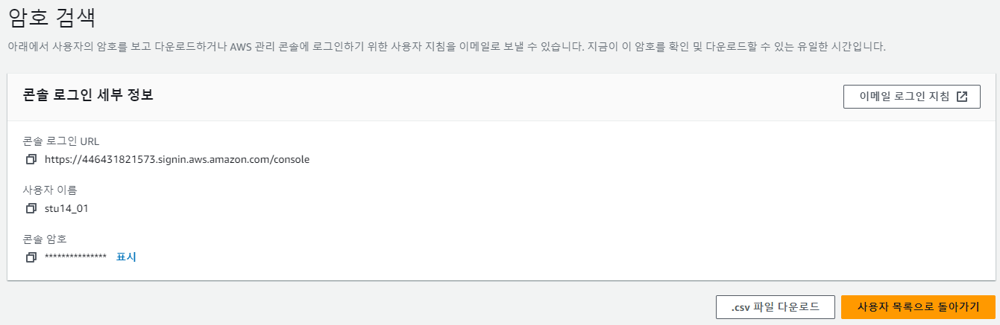 암호 검색
아래에서 사용자의 암호를 보고 다운로드하거나 AWS 관리 콘솔에 로그인하기 위한 사용자 지침을 이메일로 보낼 수 있습니다. 지금이 이 암호를 확인 및 다운로드할 수 있는 유일한 시간입니다.
콘솔 로그인 세부 정보
이메일 로그인 지침
콘솔 로그인 URL
https://446431821573.signin.aws.amazon.com/console
사용자 이름
stu14_01
콘솔 암호
*************** 표시
.csv 파일 다운로드
사용자 목록으로 돌아가기